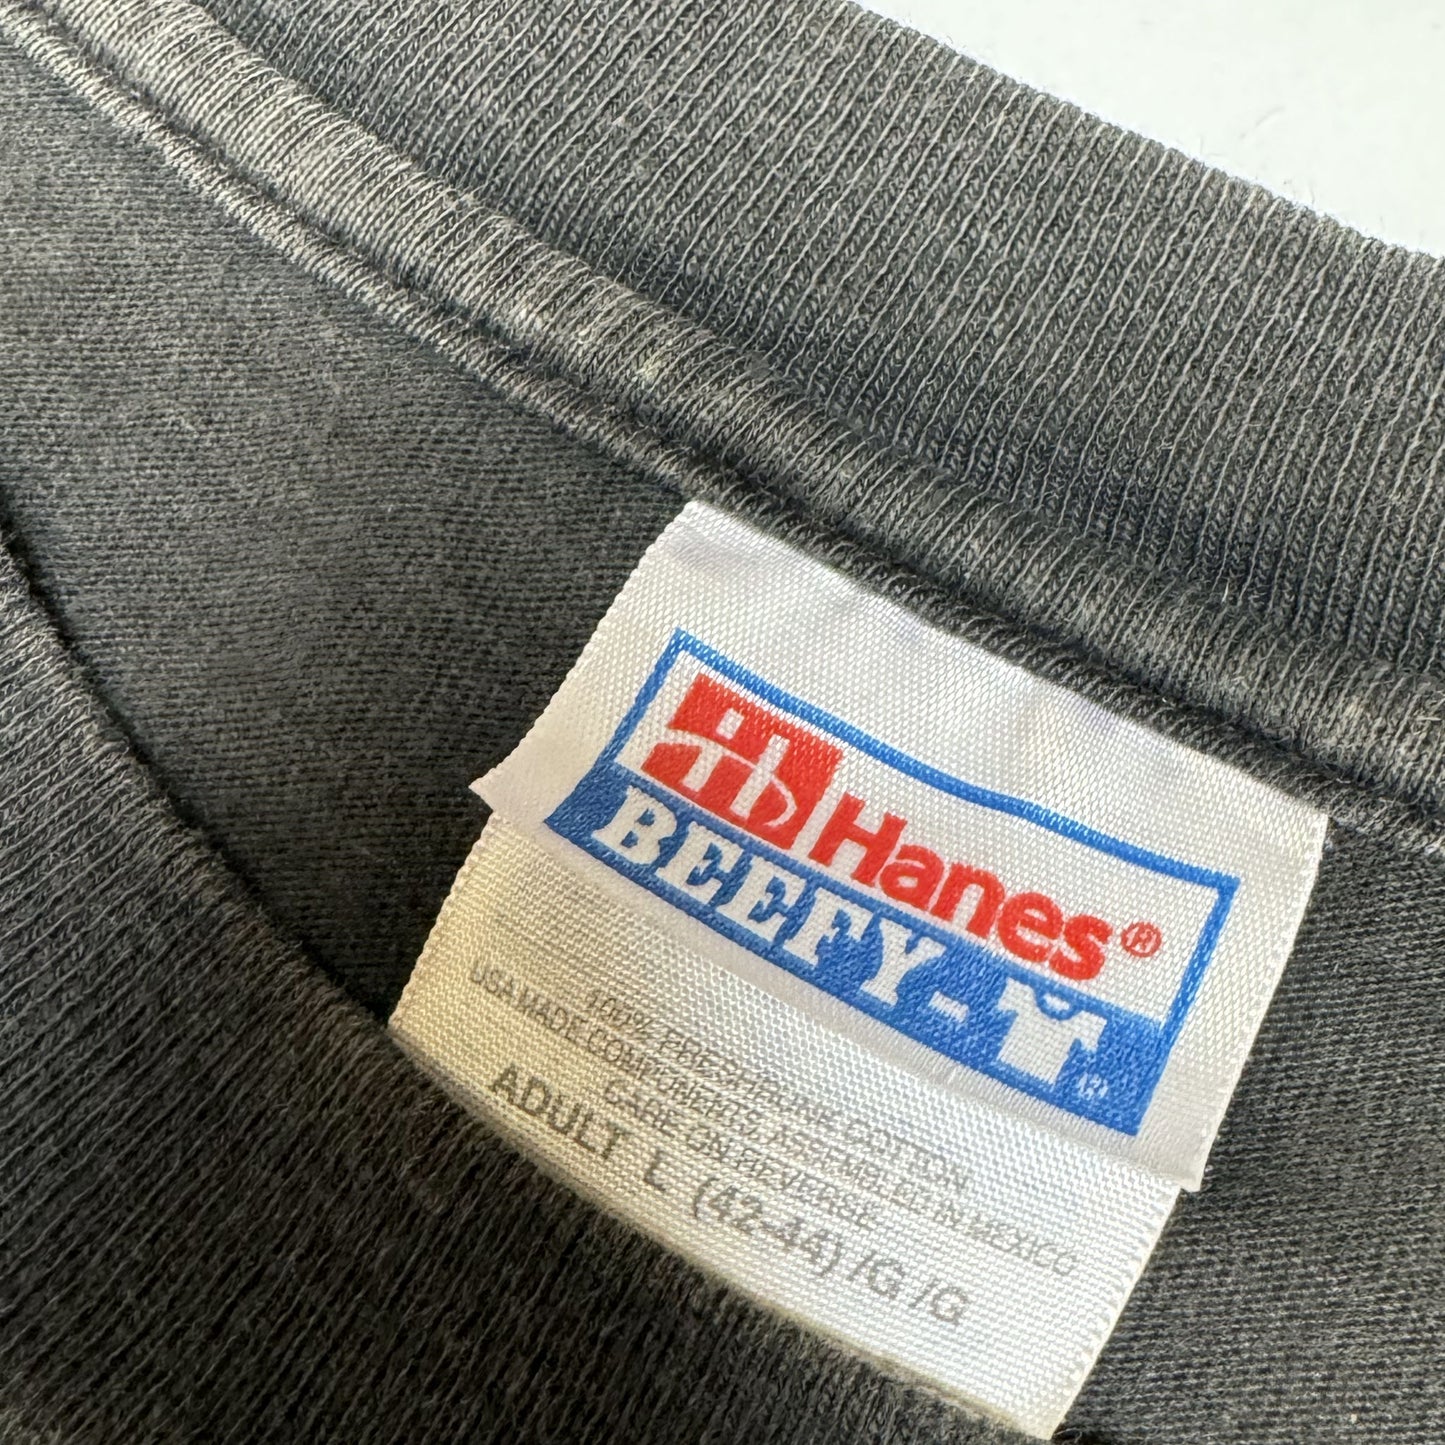 Hanes®
BEEFY-T®
100% PRESHRUNK COTTON
USA MADE COMPONENTS, ASSEMBLED IN MEXICO
CARE ON REVERSE
ADULT L (42-44) /G /G